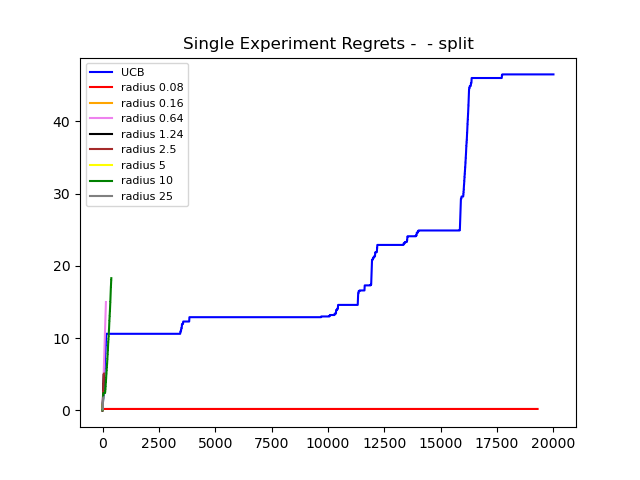 Single Experiment Regrets -  - split
UCB
radius 0.08
radius 0.16
radius 0.64
radius 1.24
radius 2.5
radius 5
radius 10
radius 25
40
30
20
10
0
0 2500 5000 7500 10000 12500 15000 17500 20000